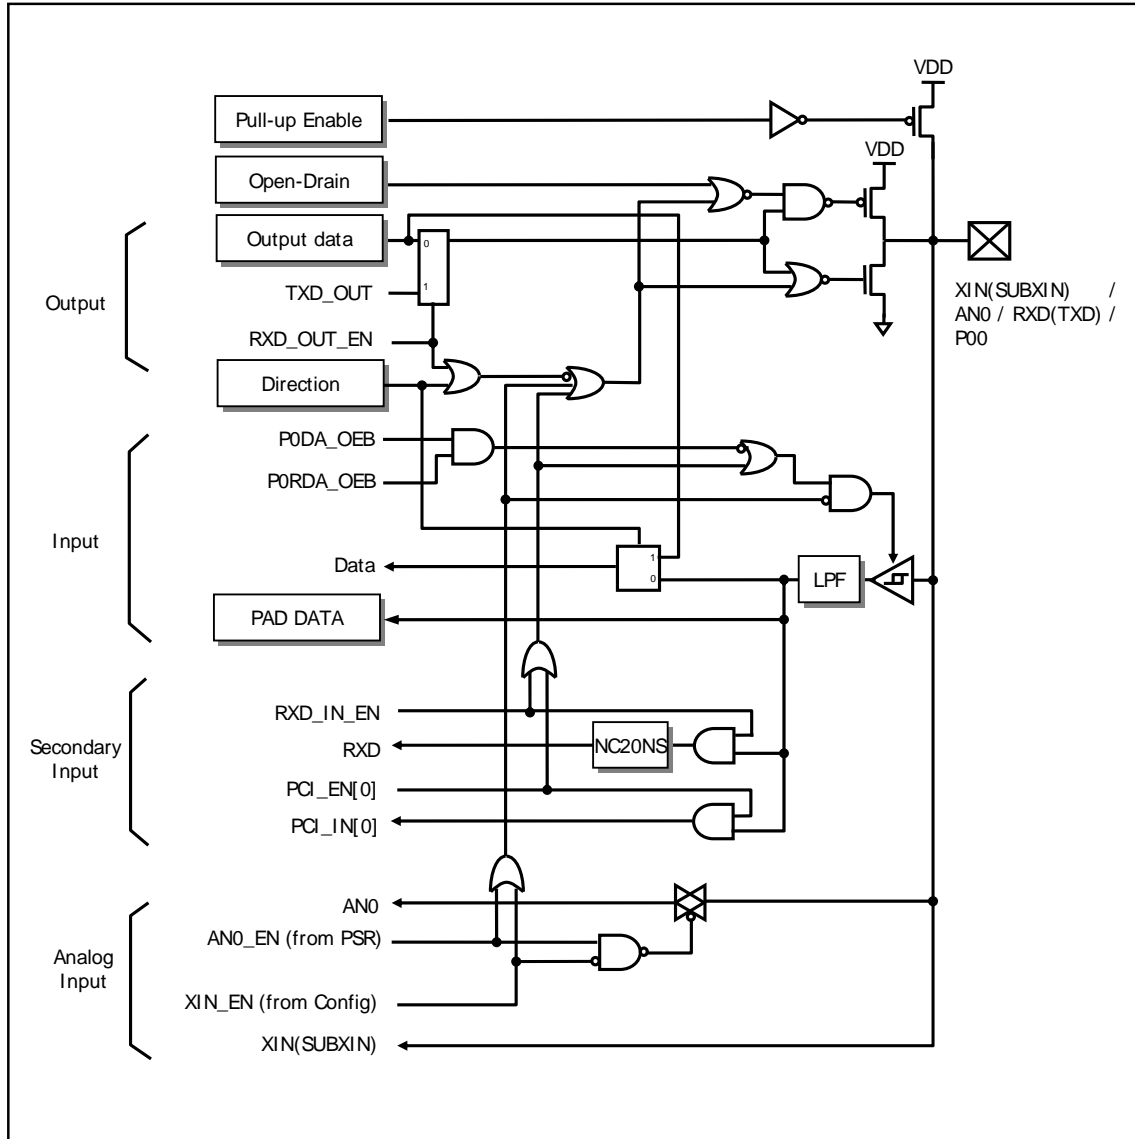 VDD
Pull-up Enable
VDD
Open-Drain
Output data
0
1
TXD_OUT
Output
RXD_OUT_EN
Direction
XIN(SUBXIN) /
AN0 / RXD(TXD) /
P00
P0DA_OEB
P0RDA_OEB
Input
Data
1
0
LPF
PAD DATA
RXD_IN_EN
Secondary
Input
RXD
NC20NS
PCI_EN[0]
PCI_IN[0]
AN0
AN0_EN (from PSR)
Analog
Input
XIN_EN (from Config)
XIN(SUBXIN)